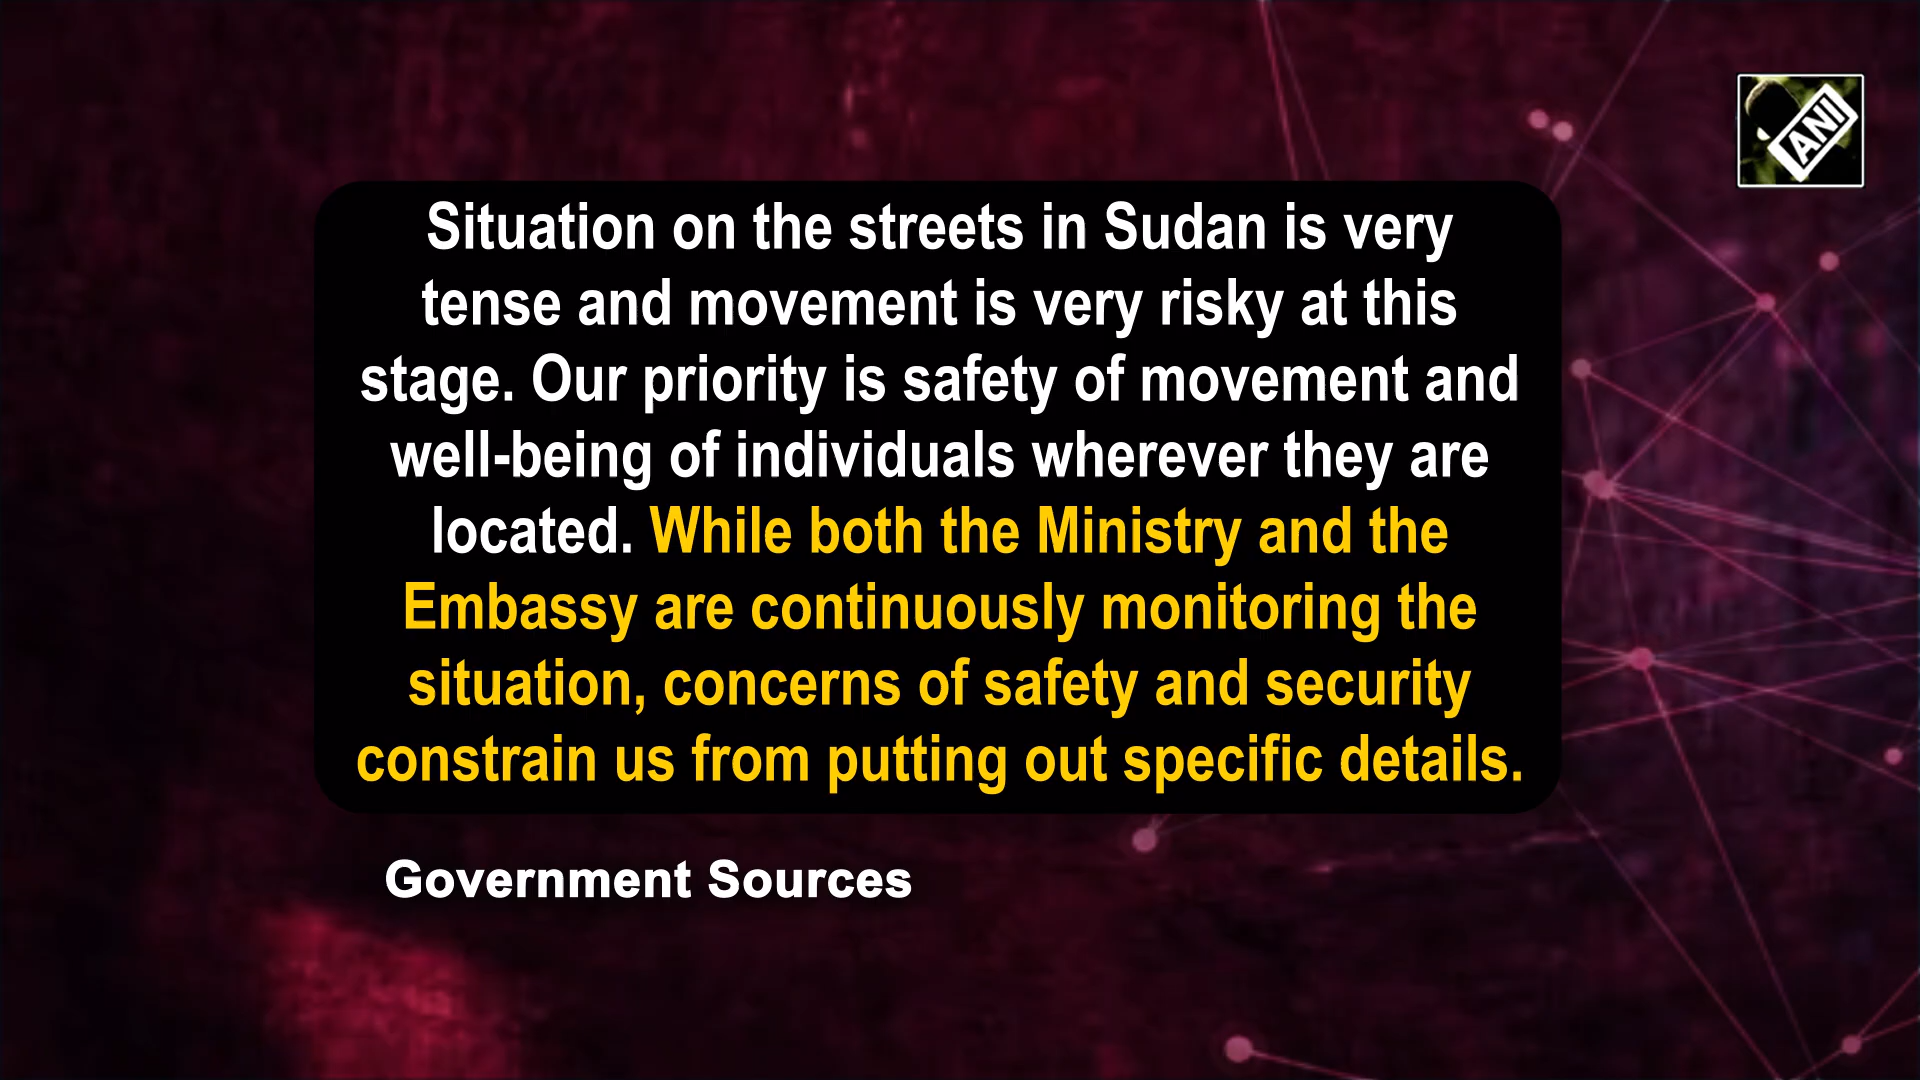 ANI
Situation on the streets in Sudan is very
tense and movement is very risky at this
stage. Our priority is safety of movement and
well-being of individuals wherever they are
located. While both the Ministry and the
Embassy are continuously monitoring the
situation, concerns of safety and security
constrain us from putting out specific details.
Government Sources